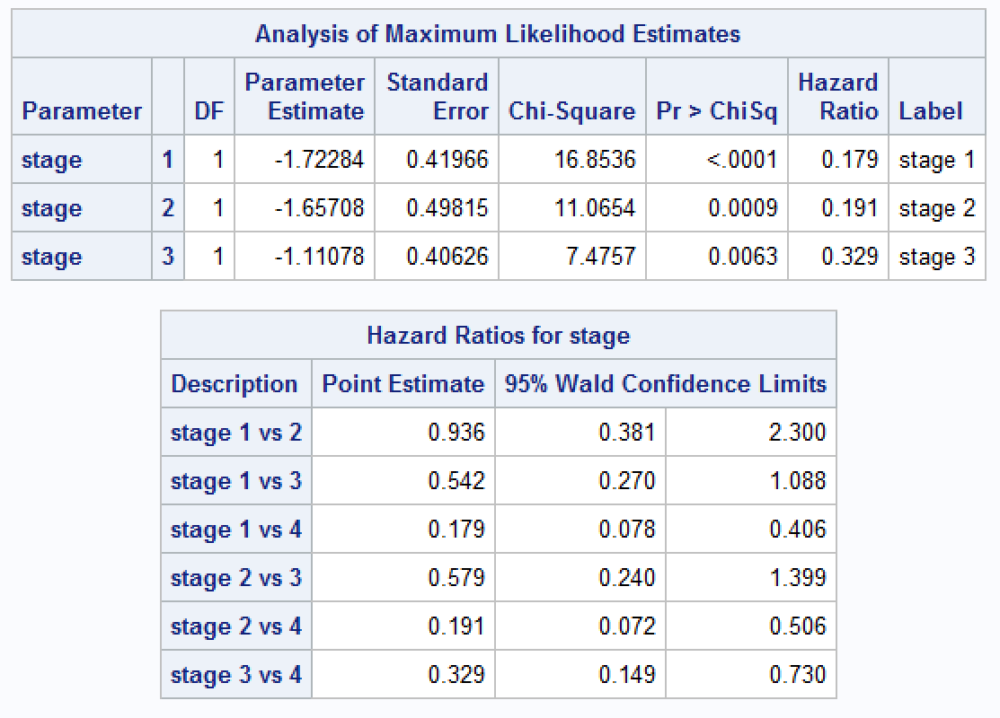 Analysis of Maximum Likelihood Estimates
Parameter DF Parameter Estimate Standard Error Chi-Square Pr > ChiSq Hazard Ratio Label
stage 1 1 -1.72284 0.41966 16.8536 <.0001 0.179 stage 1
stage 2 1 -1.65708 0.49815 11.0654 0.0009 0.191 stage 2
stage 3 1 -1.11078 0.40626 7.4757 0.0063 0.329 stage 3
Hazard Ratios for stage
Description Point Estimate 95% Wald Confidence Limits
stage 1 vs 2 0.936 0.381 2.300
stage 1 vs 3 0.542 0.270 1.088
stage 1 vs 4 0.179 0.078 0.406
stage 2 vs 3 0.579 0.240 1.399
stage 2 vs 4 0.191 0.072 0.506
stage 3 vs 4 0.329 0.149 0.730